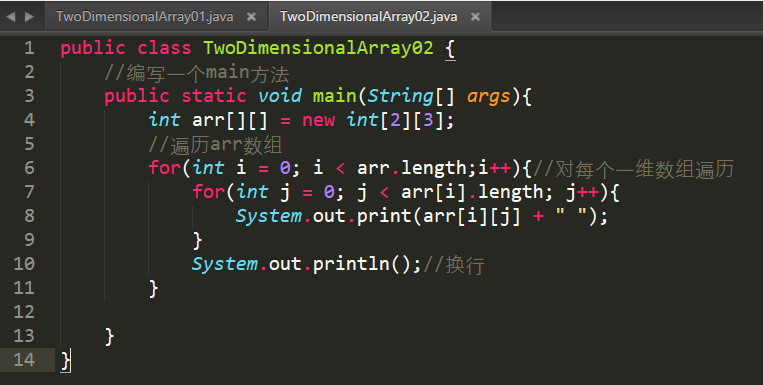 TwoDimensionalArray01.java × TwoDimensionalArray02.java ×
1 public class TwoDimensionalArray02 {
2 //编写一个main方法
3 public static void main(String[] args){
4 int arr[][] = new int[2][3];
5 //遍历arr数组
6 for(int i = 0; i < arr.length;i++){//对每个一维数组遍历
7 for(int j = 0; j < arr[i].length; j++){
8 System.out.print(arr[i][j] + " ");
9 }
10 System.out.println();//换行
11 }
12
13 }
14 }